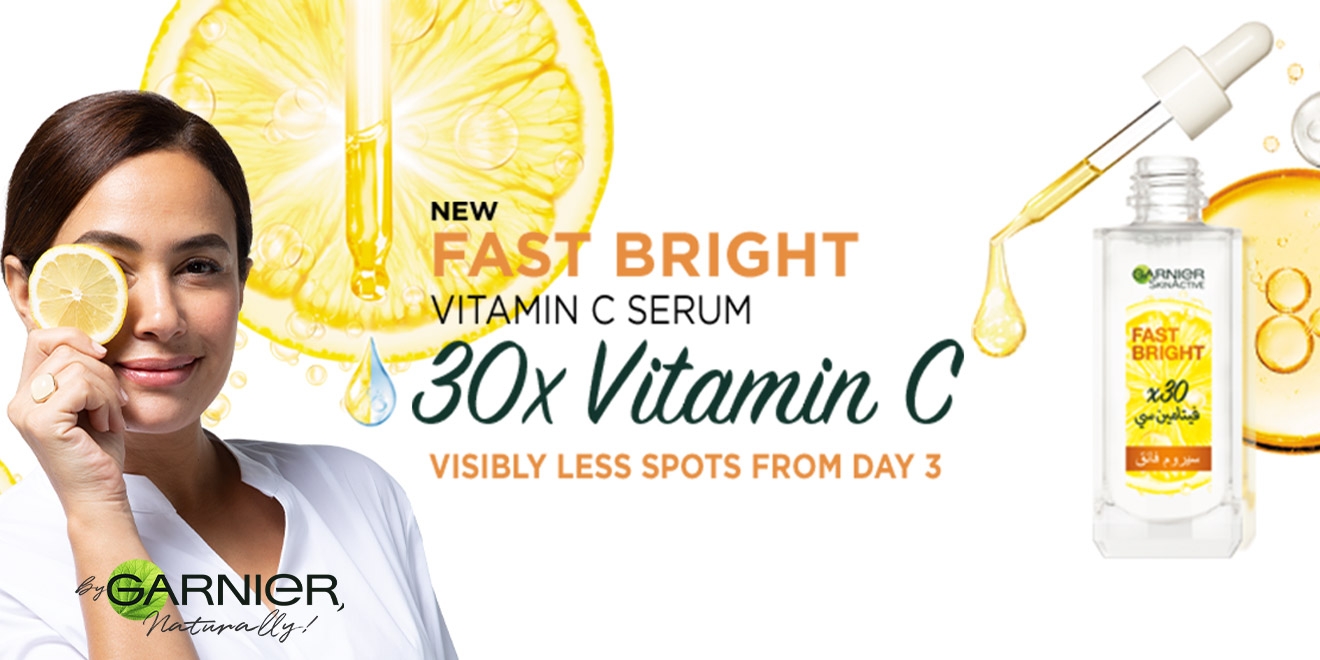 NEW
FAST BRIGHT
VITAMIN C SERUM
30x Vitamin C
VISIBLY LESS SPOTS FROM DAY 3
GARNIER
SKINACTIVE
FAST
BRIGHT
x30
فيتامين سي
سيروم فائق
by GARNIER,
Naturally!